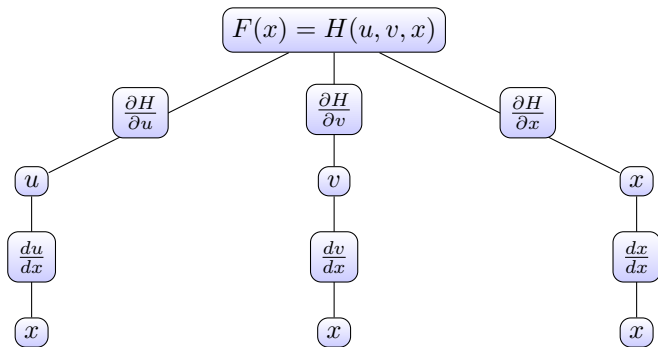 F(x) = H(u, v, x)
∂H/∂u ∂H/∂v ∂H/∂x
u v x
du/dx dv/dx dx/dx
x x x